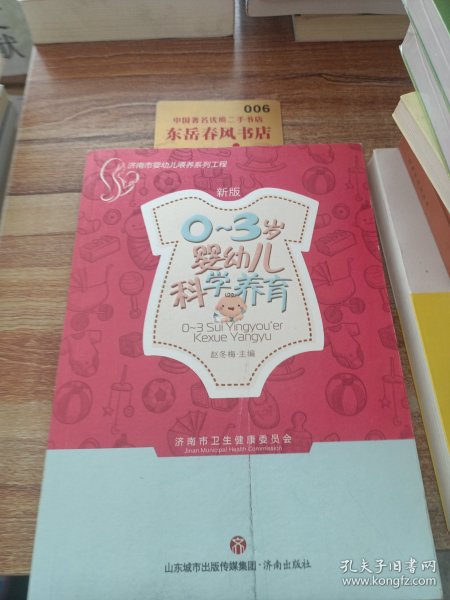 献
006
中国著名优质二手书店
东岳春风书店
济南市婴幼儿喂养系列工程
新版
0~3岁
婴幼儿
科学养育
0~3 Sui Yingyou'er
Kexue Yangyu
赵冬梅·主编
济南市卫生健康委员会
Jinan Municipal Health Commission
山东城市出版传媒集团·济南出版社
孔夫子旧书网
www.kongfz.com